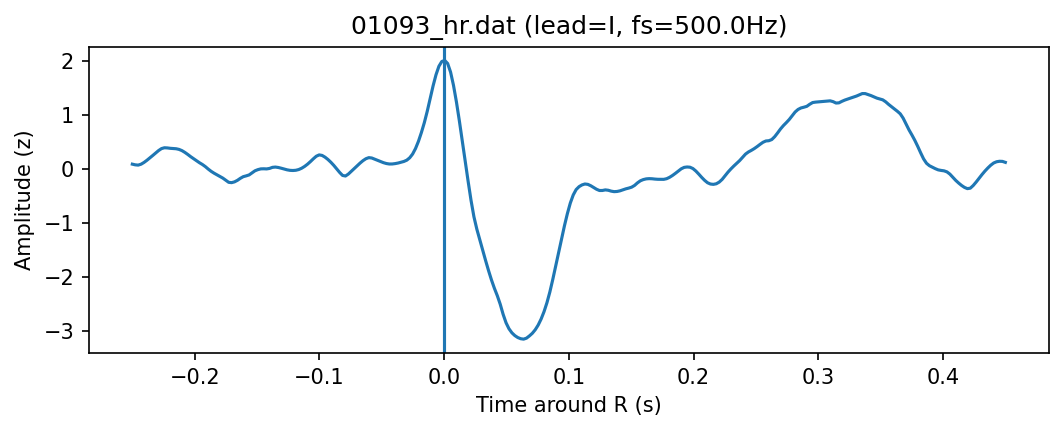 01093_hr.dat (lead=I, fs=500.0Hz)
Amplitude (z)
2
1
0
−1
−2
−3
−0.2 −0.1 0.0 0.1 0.2 0.3 0.4
Time around R (s)